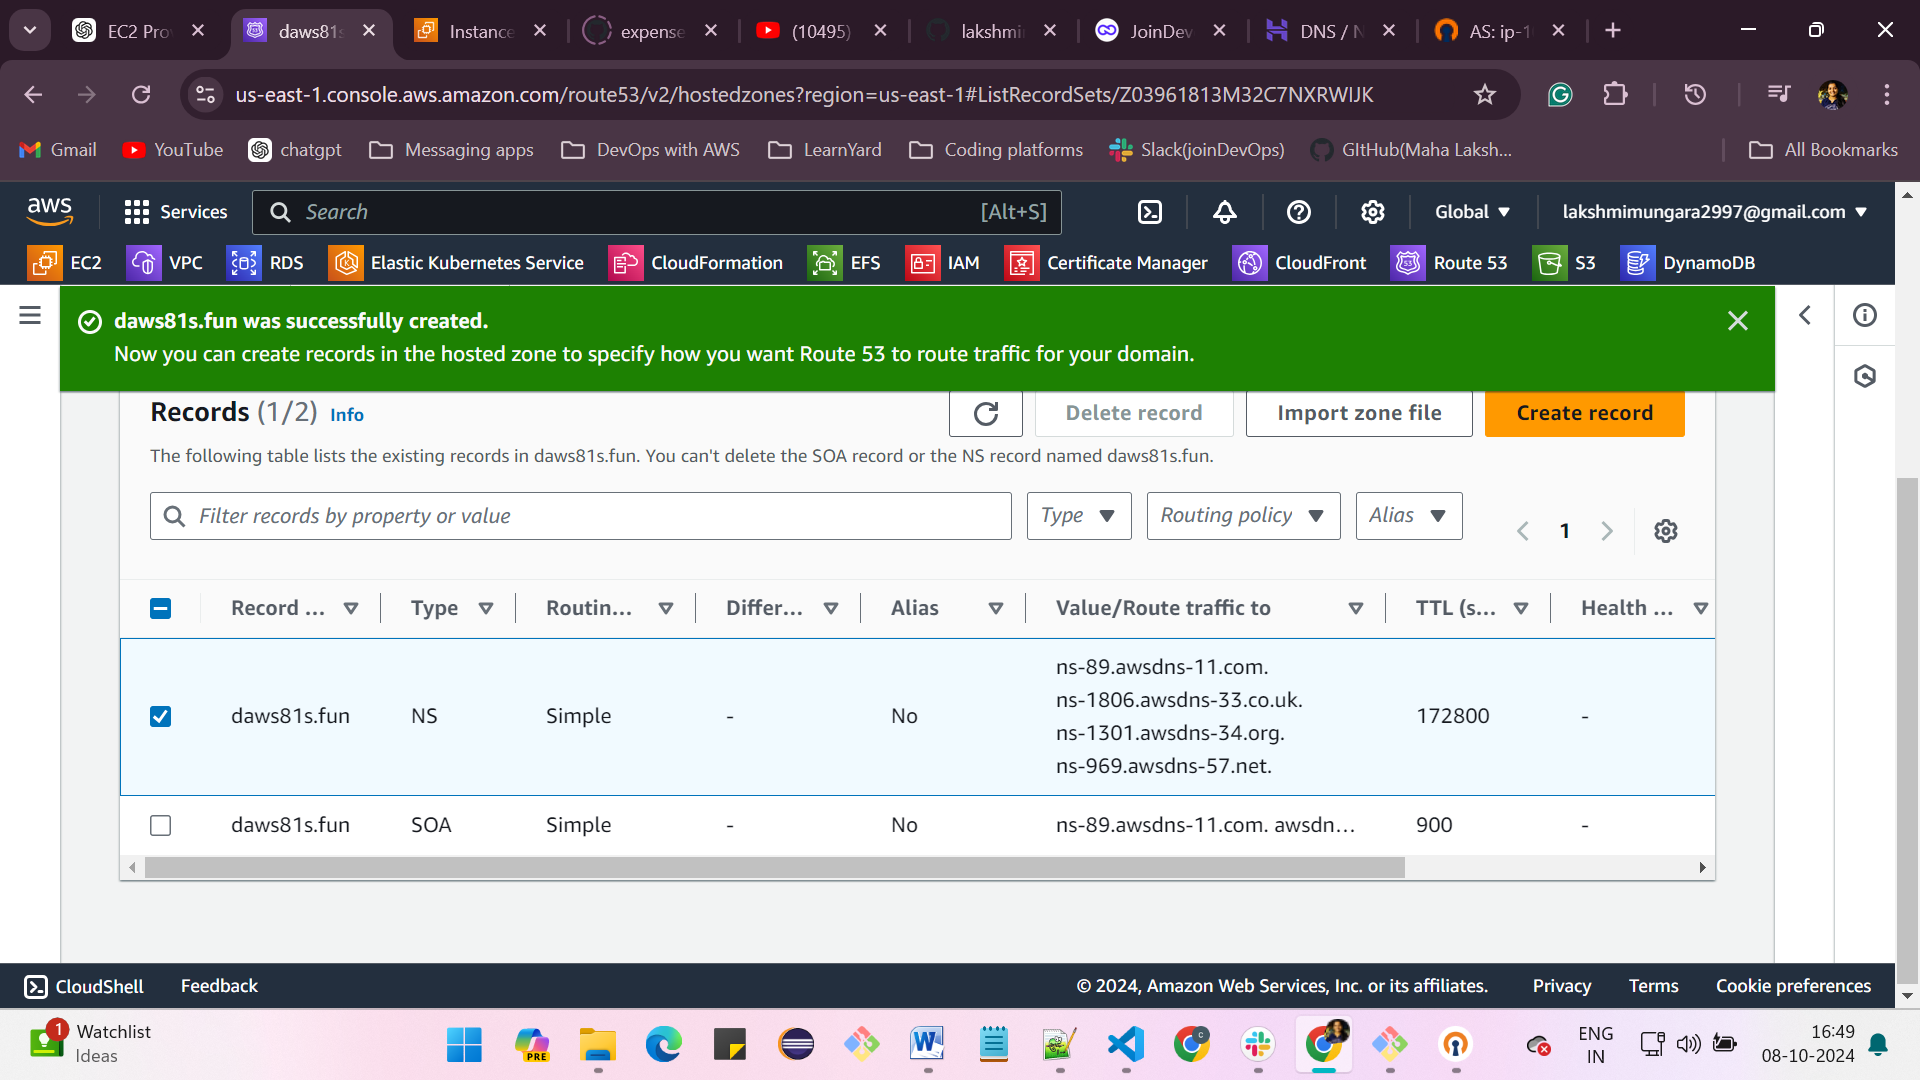 EC2 Pro
daws81s
Instance
expense
(10495)
lakshmi
JoinDev
DNS / N
AS: ip-1
us-east-1.console.aws.amazon.com/route53/v2/hostedzones?region=us-east-1#ListRecordSets/Z03961813M32C7NXRWIJK
Gmail
YouTube
chatgpt
Messaging apps
DevOps with AWS
LearnYard
Coding platforms
Slack(joinDevOps)
GItHub(Maha Laksh...
All Bookmarks
aws
Services
Search
[Alt+S]
Global
lakshmimungara2997@gmail.com
EC2
VPC
RDS
Elastic Kubernetes Service
CloudFormation
EFS
IAM
Certificate Manager
CloudFront
Route 53
S3
DynamoDB
daws81s.fun was successfully created.
Now you can create records in the hosted zone to specify how you want Route 53 to route traffic for your domain.
Records (1/2) Info
Delete record
Import zone file
Create record
The following table lists the existing records in daws81s.fun. You can't delete the SOA record or the NS record named daws81s.fun.
Filter records by property or value
Type
Routing policy
Alias
1
Record ... Type Routin... Differ... Alias Value/Route traffic to TTL (s... Health ...
daws81s.fun NS Simple - No
ns-89.awsdns-11.com.
ns-1806.awsdns-33.co.uk.
ns-1301.awsdns-34.org.
ns-969.awsdns-57.net.
172800 -
daws81s.fun SOA Simple - No ns-89.awsdns-11.com. awsdn... 900 -
CloudShell
Feedback
© 2024, Amazon Web Services, Inc. or its affiliates.
Privacy
Terms
Cookie preferences
1
Watchlist
Ideas
PRE
ENG
IN
16:49
08-10-2024